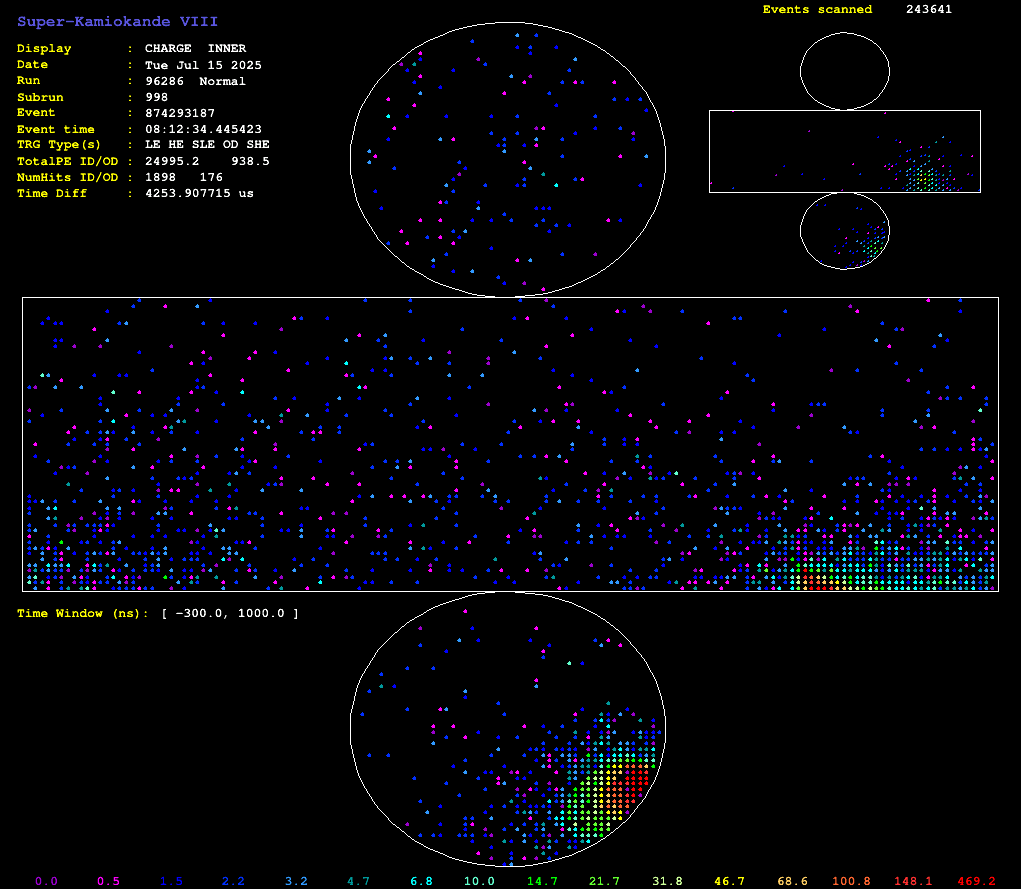 Super-Kamiokande VIII
Events scanned 243641
Display : CHARGE INNER
Date : Tue Jul 15 2025
Run : 96286 Normal
Subrun : 998
Event : 874293187
Event time : 08:12:34.445423
TRG Type(s) : LE HE SLE OD SHE
TotalPE ID/OD : 24995.2 938.5
NumHits ID/OD : 1898 176
Time Diff : 4253.907715 us
Time Window (ns): [ -300.0, 1000.0 ]
0.0 0.5 1.5 2.2 3.2 4.7 6.8 10.0 14.7 21.7 31.8 46.7 68.6 100.8 148.1 469.2